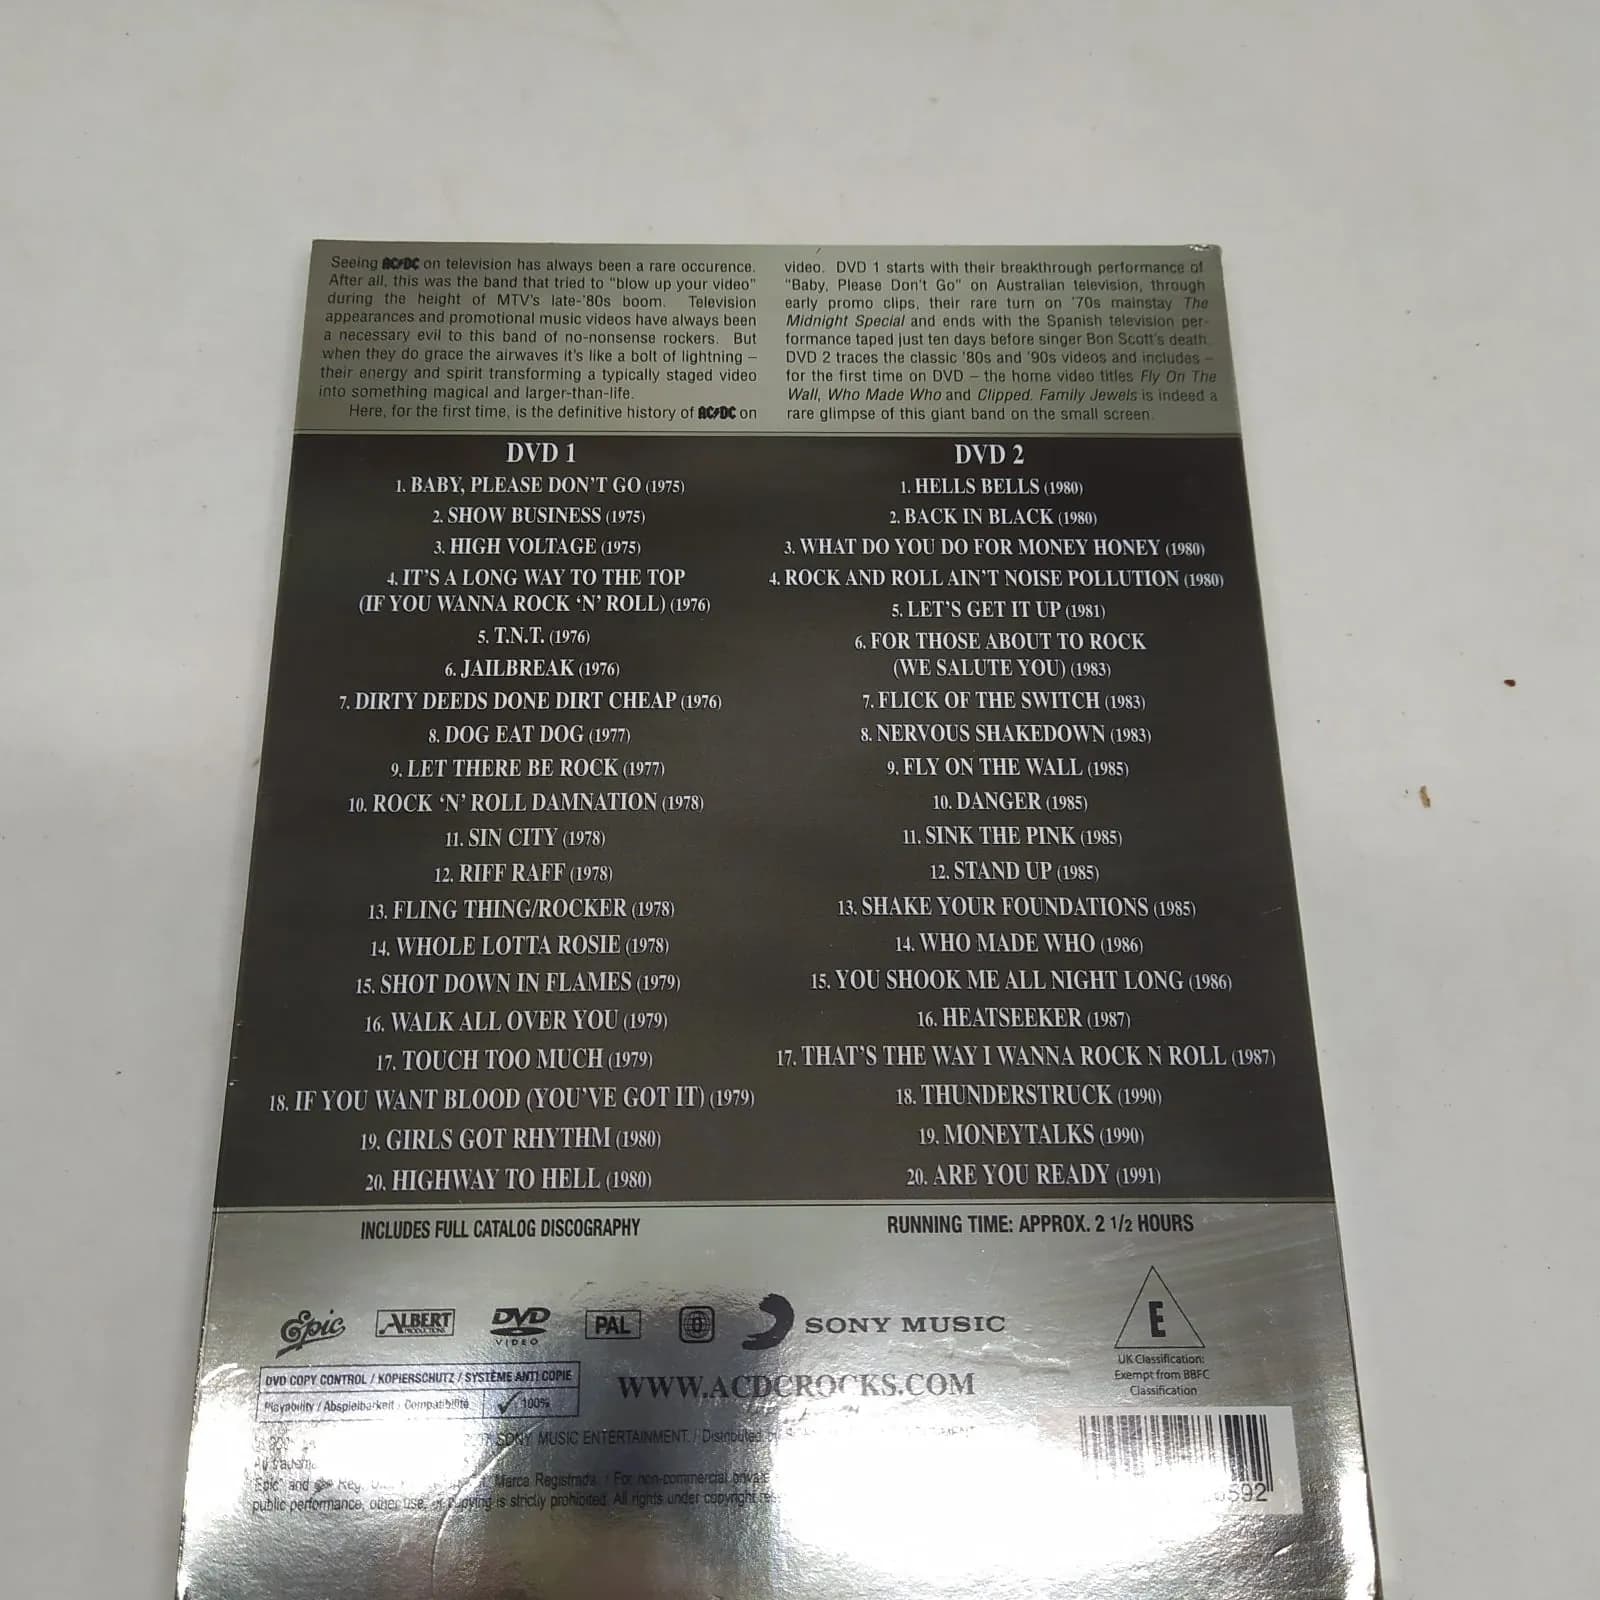 Seeing AC/DC on television has always been a rare occurence.
After all, this was the band that tried to "blow up your video"
during the height of MTV's late-'80s boom. Television
appearances and promotional music videos have always been
a necessary evil to this band of no-nonsense rockers. But
when they do grace the airwaves it's like a bolt of lightning –
their energy and spirit transforming a typically staged video
into something magical and larger-than-life.
Here, for the first time, is the definitive history of AC/DC on
video. DVD 1 starts with their breakthrough performance of
"Baby, Please Don't Go" on Australian television, through
early promo clips, their rare turn on '70s mainstay The
Midnight Special and ends with the Spanish television per-
formance taped just ten days before singer Bon Scott's death.
DVD 2 traces the classic '80s and '90s videos and includes –
for the first time on DVD – the home video titles Fly On The
Wall, Who Made Who and Clipped. Family Jewels is indeed a
rare glimpse of this giant band on the small screen.
DVD 1
1. BABY, PLEASE DON'T GO (1975)
2. SHOW BUSINESS (1975)
3. HIGH VOLTAGE (1975)
4. IT'S A LONG WAY TO THE TOP
(IF YOU WANNA ROCK 'N' ROLL) (1976)
5. T.N.T. (1976)
6. JAILBREAK (1976)
7. DIRTY DEEDS DONE DIRT CHEAP (1976)
8. DOG EAT DOG (1977)
9. LET THERE BE ROCK (1977)
10. ROCK 'N' ROLL DAMNATION (1978)
11. SIN CITY (1978)
12. RIFF RAFF (1978)
13. FLING THING/ROCKER (1978)
14. WHOLE LOTTA ROSIE (1978)
15. SHOT DOWN IN FLAMES (1979)
16. WALK ALL OVER YOU (1979)
17. TOUCH TOO MUCH (1979)
18. IF YOU WANT BLOOD (YOU'VE GOT IT) (1979)
19. GIRLS GOT RHYTHM (1980)
20. HIGHWAY TO HELL (1980)
DVD 2
1. HELLS BELLS (1980)
2. BACK IN BLACK (1980)
3. WHAT DO YOU DO FOR MONEY HONEY (1980)
4. ROCK AND ROLL AIN'T NOISE POLLUTION (1980)
5. LET'S GET IT UP (1981)
6. FOR THOSE ABOUT TO ROCK
(WE SALUTE YOU) (1983)
7. FLICK OF THE SWITCH (1983)
8. NERVOUS SHAKEDOWN (1983)
9. FLY ON THE WALL (1985)
10. DANGER (1985)
11. SINK THE PINK (1985)
12. STAND UP (1985)
13. SHAKE YOUR FOUNDATIONS (1985)
14. WHO MADE WHO (1986)
15. YOU SHOOK ME ALL NIGHT LONG (1986)
16. HEATSEEKER (1987)
17. THAT'S THE WAY I WANNA ROCK N ROLL (1987)
18. THUNDERSTRUCK (1990)
19. MONEYTALKS (1990)
20. ARE YOU READY (1991)
INCLUDES FULL CATALOG DISCOGRAPHY
RUNNING TIME: APPROX. 2 1/2 HOURS
Epic ALBERT PRODUCTIONS DVD VIDEO PAL 0 SONY MUSIC
E
UK Classification:
Exempt from BBFC
Classification
DVD COPY CONTROL / KOPIERSCHUTZ / SYSTÈME ANTI COPIE
Playability / Abspielbarkeit / Compatibilité 100%
WWW.ACDCROCKS.COM
SONY MUSIC ENTERTAINMENT. / Distributed by
Epic and Marca Registrada. / For non-commercial
public performance, other use, or copying is strictly prohibited. All rights under copyright